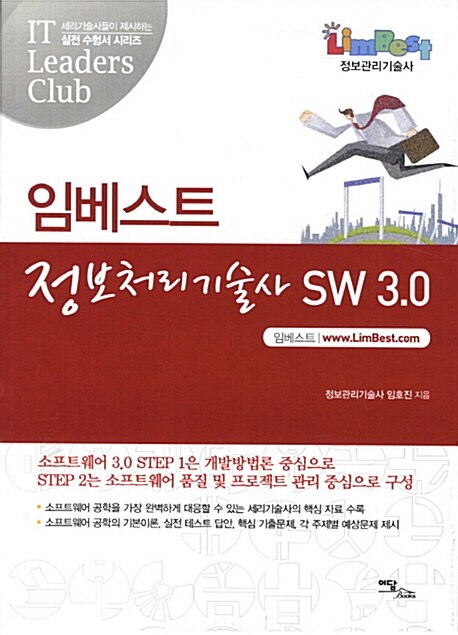 IT
Leaders
Club
세리기술사들이 제시하는
실전 수험서 시리즈
LimBest
정보관리기술사
임베스트
정보처리기술사 SW 3.0
임베스트 | www.LimBest.com
정보관리기술사 임호진 지음
소프트웨어 3.0 STEP 1은 개발방법론 중심으로
STEP 2는 소프트웨어 품질 및 프로젝트 관리 중심으로 구성
• 소프트웨어 공학을 가장 완벽하게 대응할 수 있는 세리기술사의 핵심 자료 수록
• 소프트웨어 공학의 기본이론, 실전 테스트 답안, 핵심 기출문제, 각 주제별 예상문제 제시
이담
Books